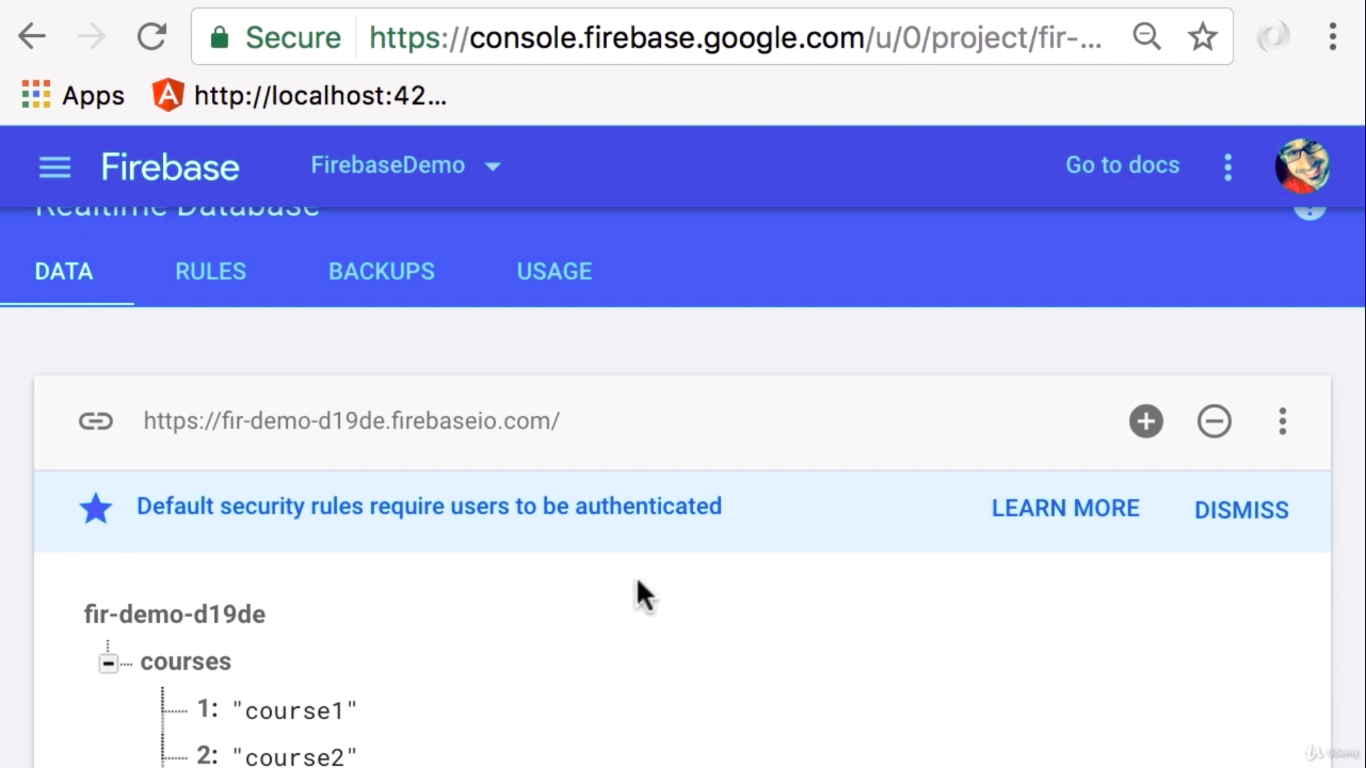 Secure https://console.firebase.google.com/u/0/project/fir-...
Apps http://localhost:42...
Firebase FirebaseDemo Go to docs
Realtime Database
DATA RULES BACKUPS USAGE
https://fir-demo-d19de.firebaseio.com/
Default security rules require users to be authenticated LEARN MORE DISMISS
fir-demo-d19de
courses
1: "course1"
2: "course2"
Udemy